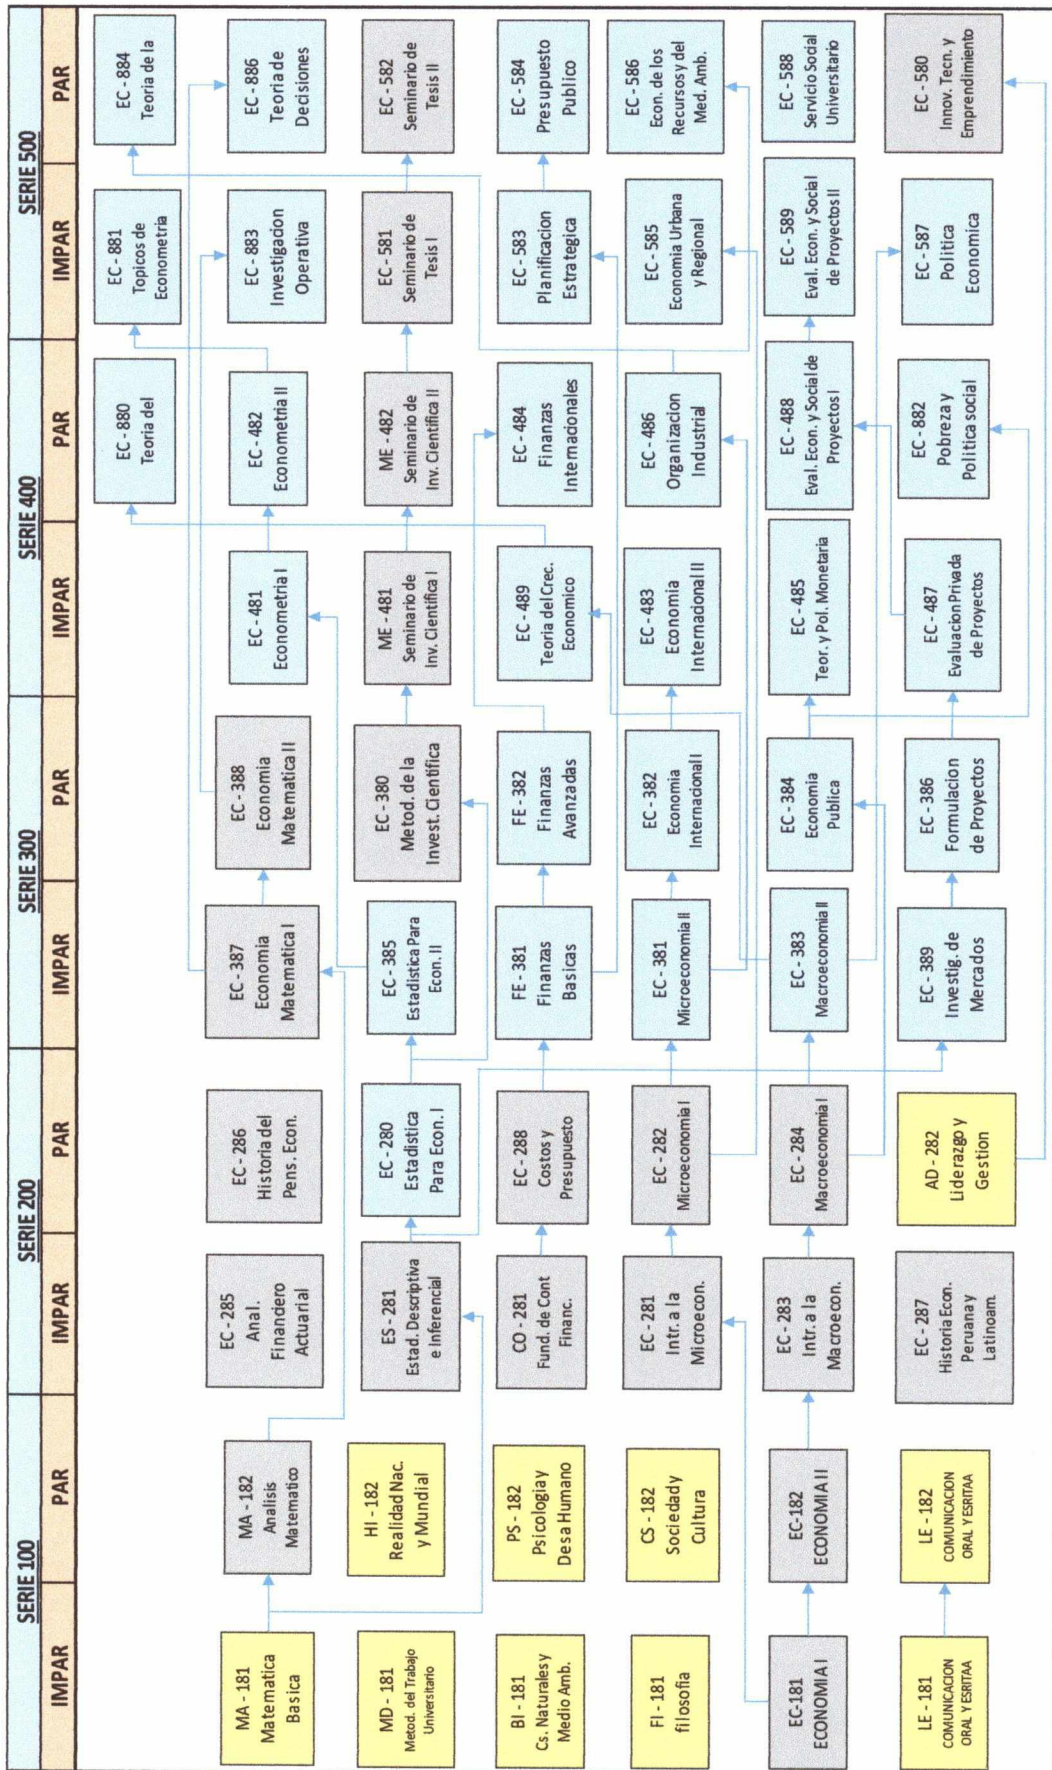 SERIE 100
SERIE 200
SERIE 300
SERIE 400
SERIE 500
IMPAR
PAR
IMPAR
PAR
IMPAR
PAR
IMPAR
PAR
IMPAR
PAR
MA - 181
Matematica
Basica
MD - 181
Metod. del Trabajo
Universitario
BI - 181
Cs. Naturales y
Medio Amb.
FI - 181
filosofia
EC-181
ECONOMIA I
LE - 181
COMUNICACION
ORAL Y ESRITAA
MA - 182
Analisis
Matematico
HI - 182
Realidad Nac.
y Mundial
PS - 182
Psicologia y
Desa Humano
CS - 182
Sociedad y
Cultura
EC-182
ECONOMIA II
LE - 182
COMUNICACION
ORAL Y ESRITAA
EC - 285
Anal.
Financiero
Actuarial
ES - 281
Estad. Descriptiva
e Inferencial
CO - 281
Fund. de Cont
Financ.
EC - 281
Intr. a la
Microecon.
EC - 283
Intr. a la
Macroecon.
EC - 287
Historia Econ.
Peruana y
Latinoam.
EC - 286
Historia del
Pens. Econ.
EC - 280
Estadistica
Para Econ. I
EC - 288
Costos y
Presupuesto
EC - 282
Microeconomia I
EC - 284
Macroeconomia I
AD - 282
Liderazgo y
Gestion
EC - 387
Economia
Matematica I
EC - 385
Estadistica Para
Econ. II
FE - 381
Finanzas
Basicas
EC - 381
Microeconomia II
EC - 383
Macroeconomia II
EC - 389
Investig. de
Mercados
EC - 388
Economia
Matematica II
EC - 380
Metod. de la
Invest. Científica
FE - 382
Finanzas
Avanzadas
EC - 382
Economia
Internacional I
EC - 384
Economia
Publica
EC - 386
Formulacion
de Proyectos
EC - 481
Econometria I
ME - 481
Seminario de
Inv. Científica I
EC - 489
Teoria del Crec.
Economico
EC - 483
Economia
Internacional II
EC - 485
Teor. y Pol. Monetaria
EC - 487
Evaluacion Privada
de Proyectos
EC - 880
Teoria del
EC - 482
Econometria II
ME - 482
Seminario de
Inv. Científica II
EC - 484
Finanzas
Internacionales
EC - 486
Organizacion
Industrial
EC - 488
Eval. Econ. y Social de
Proyectos I
EC - 882
Pobreza y
Politica social
EC - 881
Topicos de
Econometria
EC - 883
Investigacion
Operativa
EC - 581
Seminario de
Tesis I
EC - 583
Planificacion
Estrategica
EC - 585
Economia Urbana
y Regional
EC - 589
Eval. Econ. y Social
de Proyectos II
EC - 587
Politica
Economica
EC - 884
Teoria de la
EC - 886
Teoria de
Decisiones
EC - 582
Seminario de
Tesis II
EC - 584
Presupuesto
Publico
EC - 586
Econ. de los
Recursos y del
Med. Amb.
EC - 588
Servicio Social
Universitario
EC - 580
Innov. Tecn. y
Emprendimiento